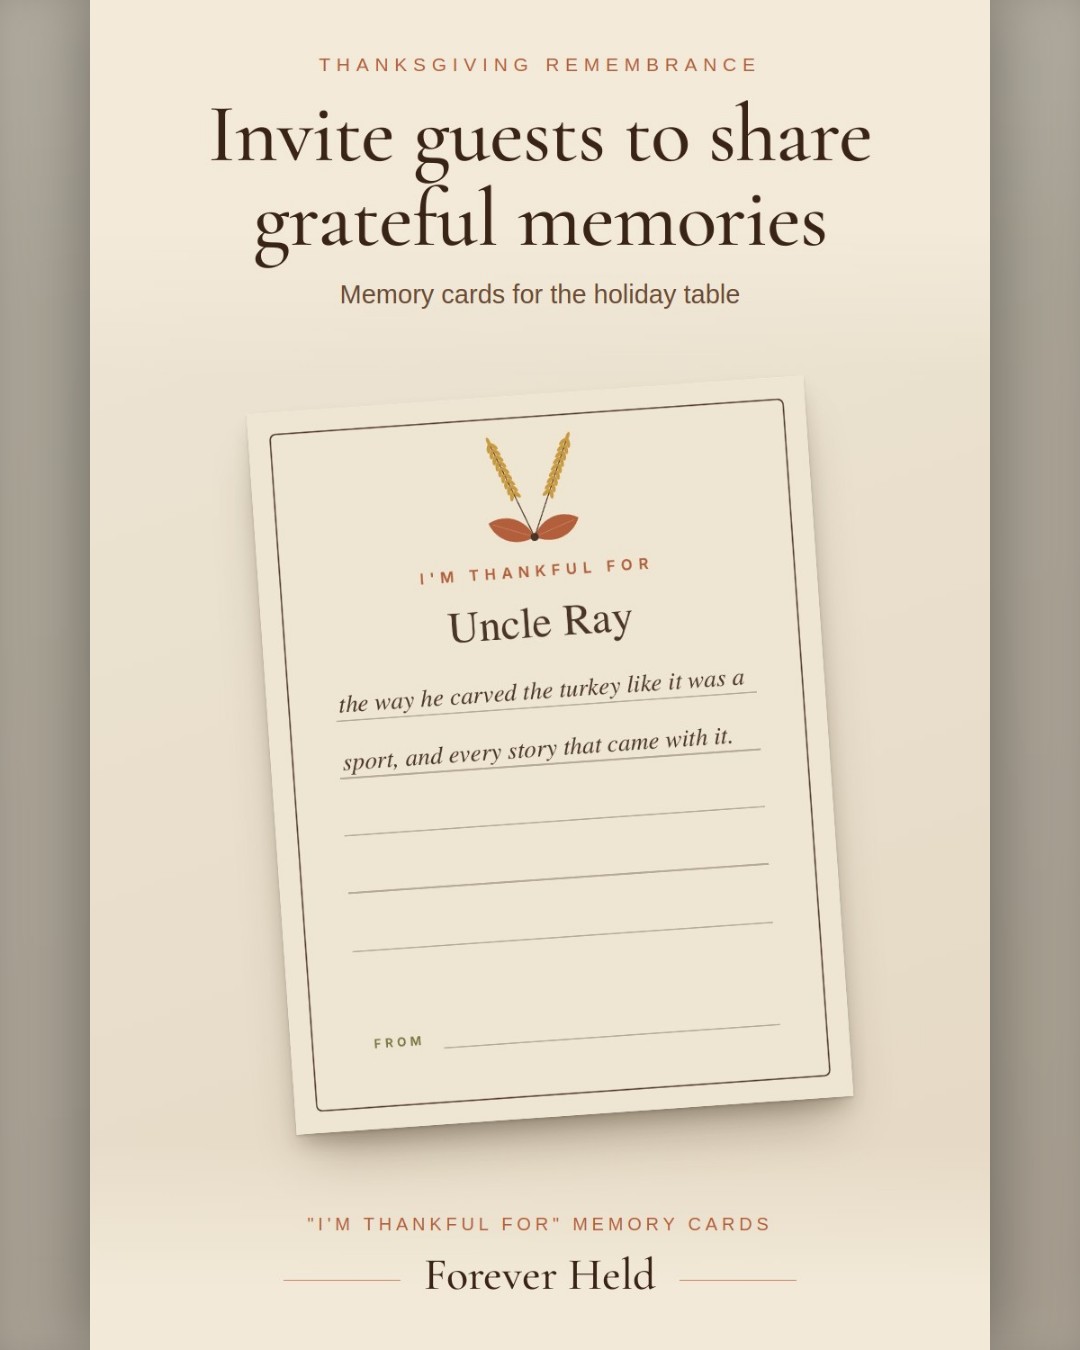 THANKSGIVING REMEMBRANCE
Invite guests to share
grateful memories
Memory cards for the holiday table
I'M THANKFUL FOR
Uncle Ray
the way he carved the turkey like it was a
sport, and every story that came with it.
FROM
"I'M THANKFUL FOR" MEMORY CARDS
Forever Held